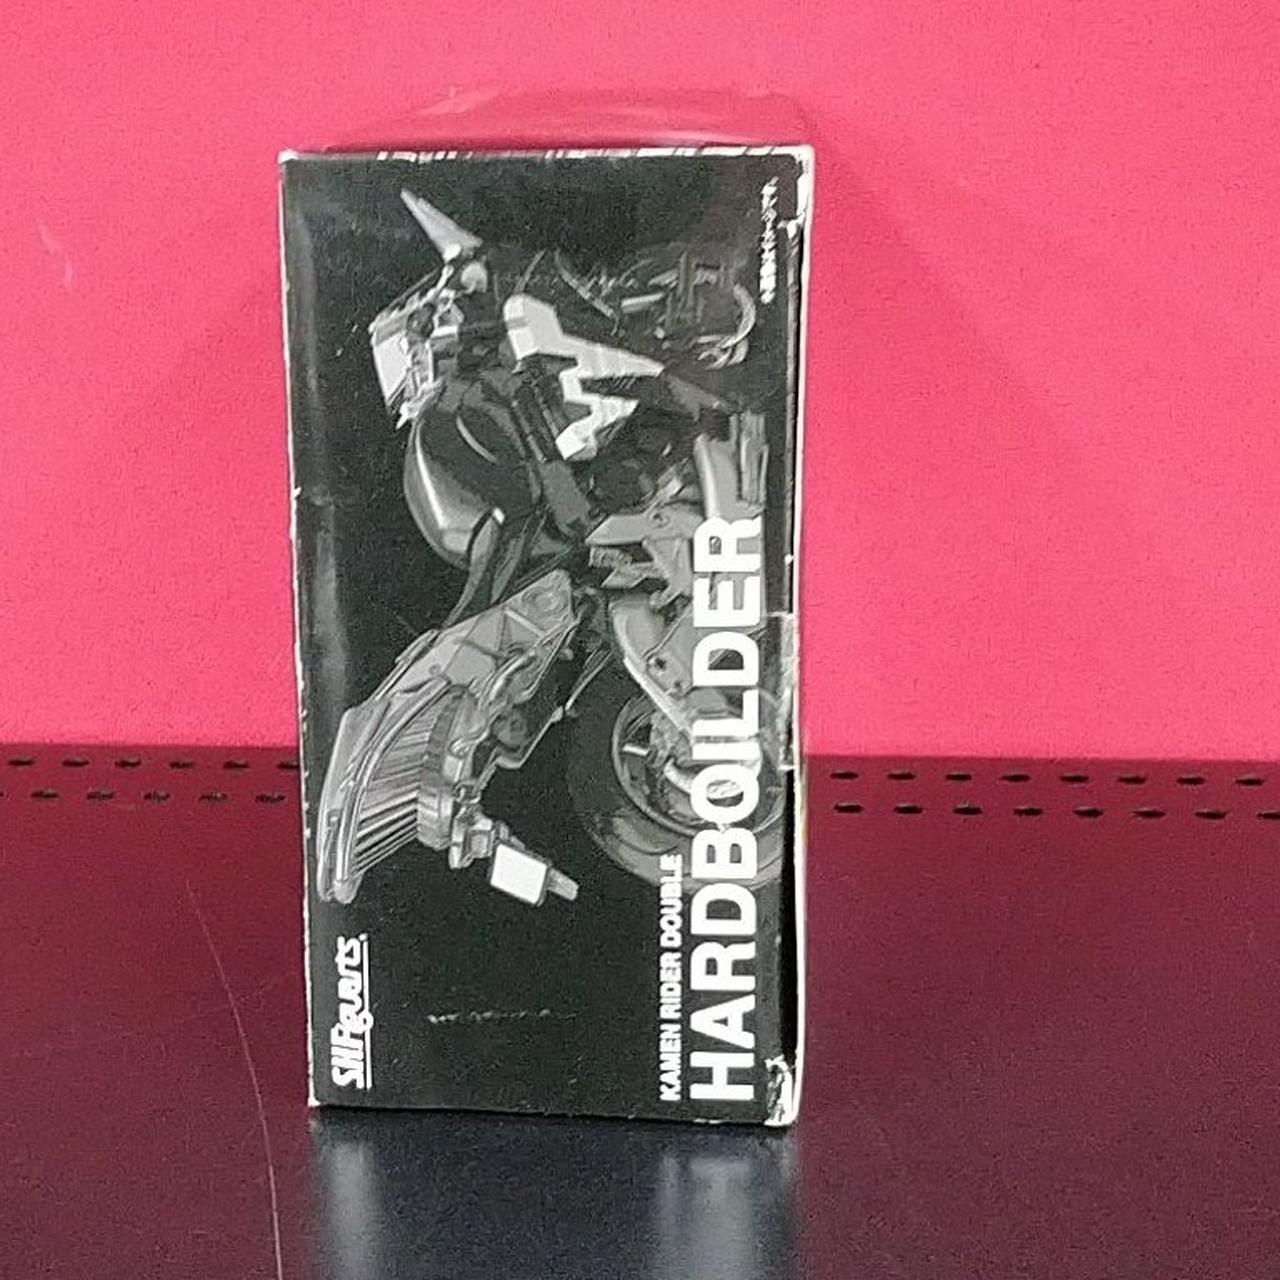 S.H.Figuarts
KAMEN RIDER DOUBLE
HARDBOILDER